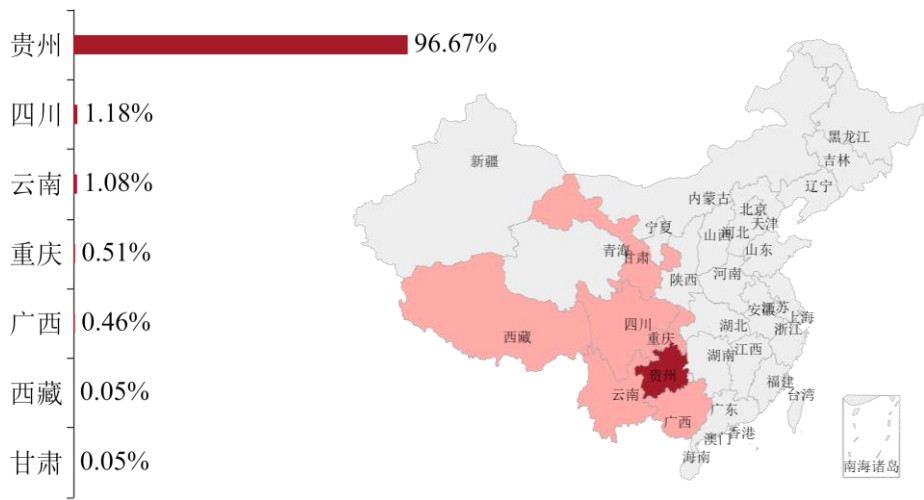 贵州 96.67%
四川 1.18%
云南 1.08%
重庆 0.51%
广西 0.46%
西藏 0.05%
甘肃 0.05%
黑龙江
吉林
新疆
辽宁
内蒙古
北京
天津
宁夏
山西
河北
青海
甘肃
山东
陕西
河南
安徽
江苏
上海
西藏
四川
湖北
浙江
重庆
湖南
江西
贵州
福建
云南
台湾
广东
广西
香港
澳门
海南
南海诸岛